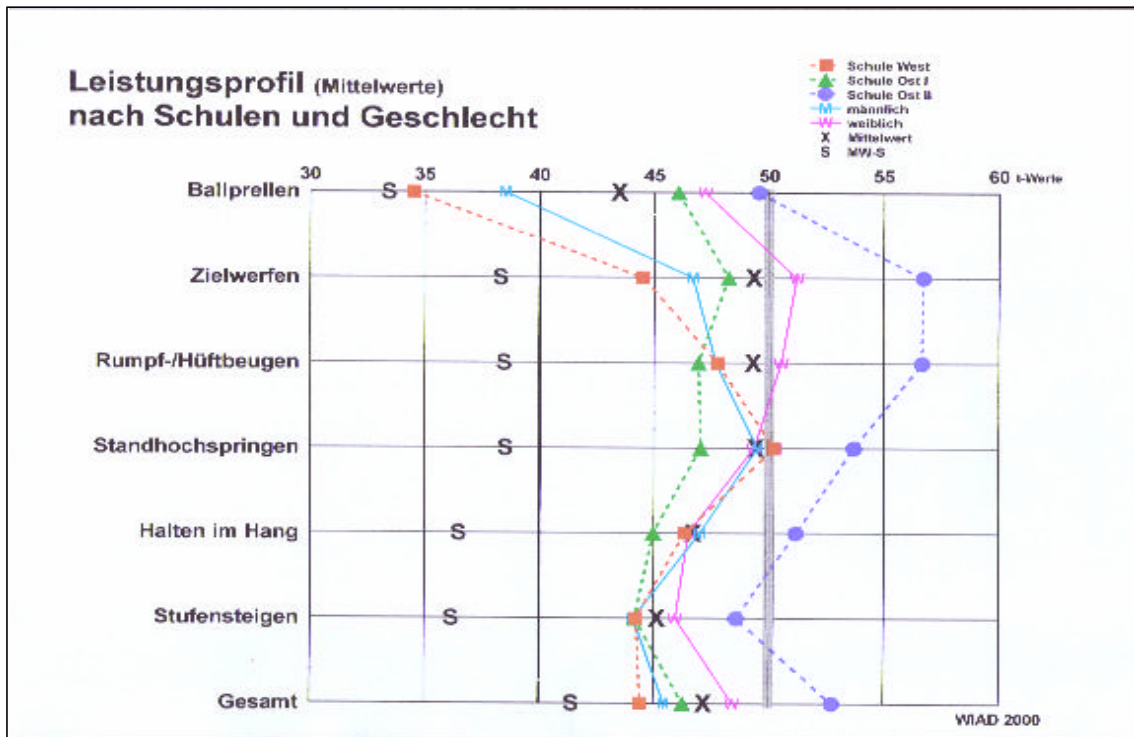 Leistungsprofil (Mittelwerte)
nach Schulen und Geschlecht
Schule West
Schule Ost I
Schule Ost II
männlich
weiblich
X Mittelwert
S MW-S
30 35 40 45 50 55 60 t-Werte
Ballprellen
Zielwerfen
Rumpf-/Hüftbeugen
Standhochspringen
Halten im Hang
Stufensteigen
Gesamt
WIAD 2000